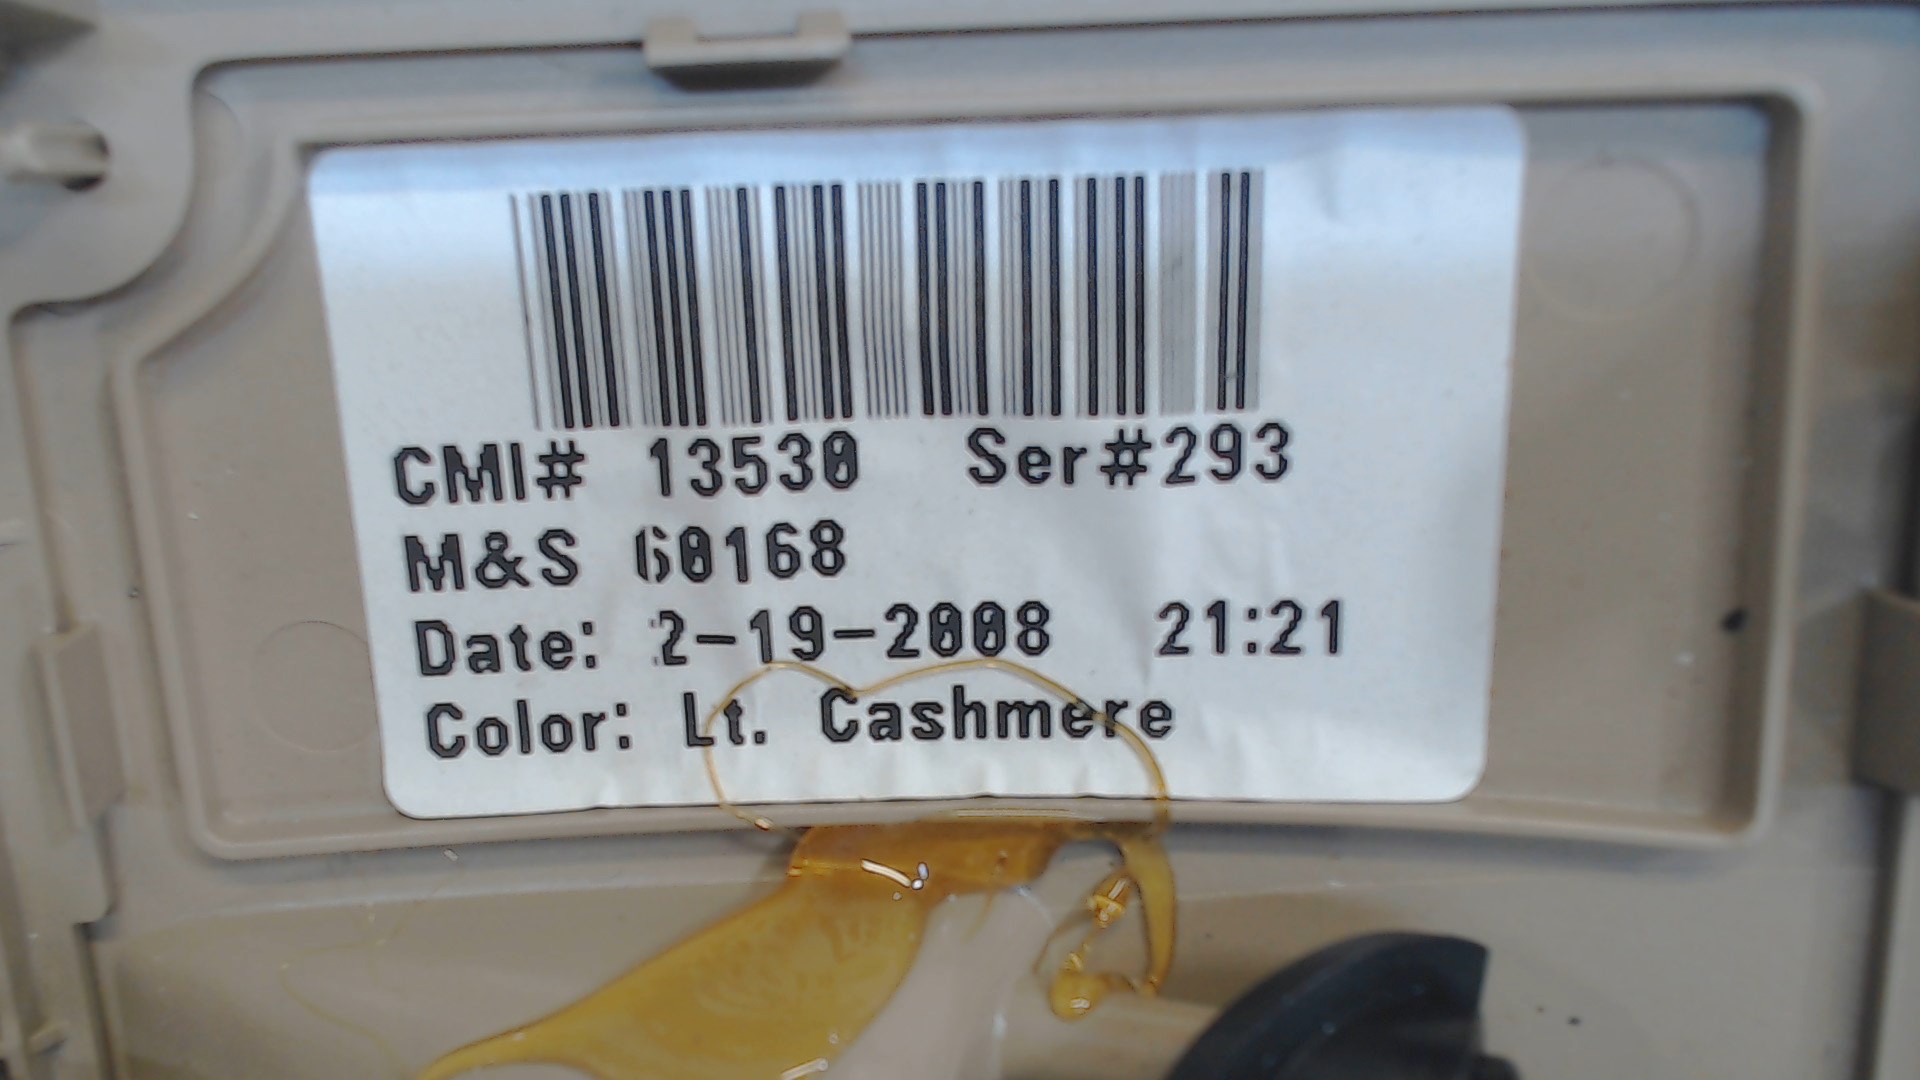 CMI# 13530 Ser#293
M&S 60168
Date: 2-19-2008 21:21
Color: Lt. Cashmere